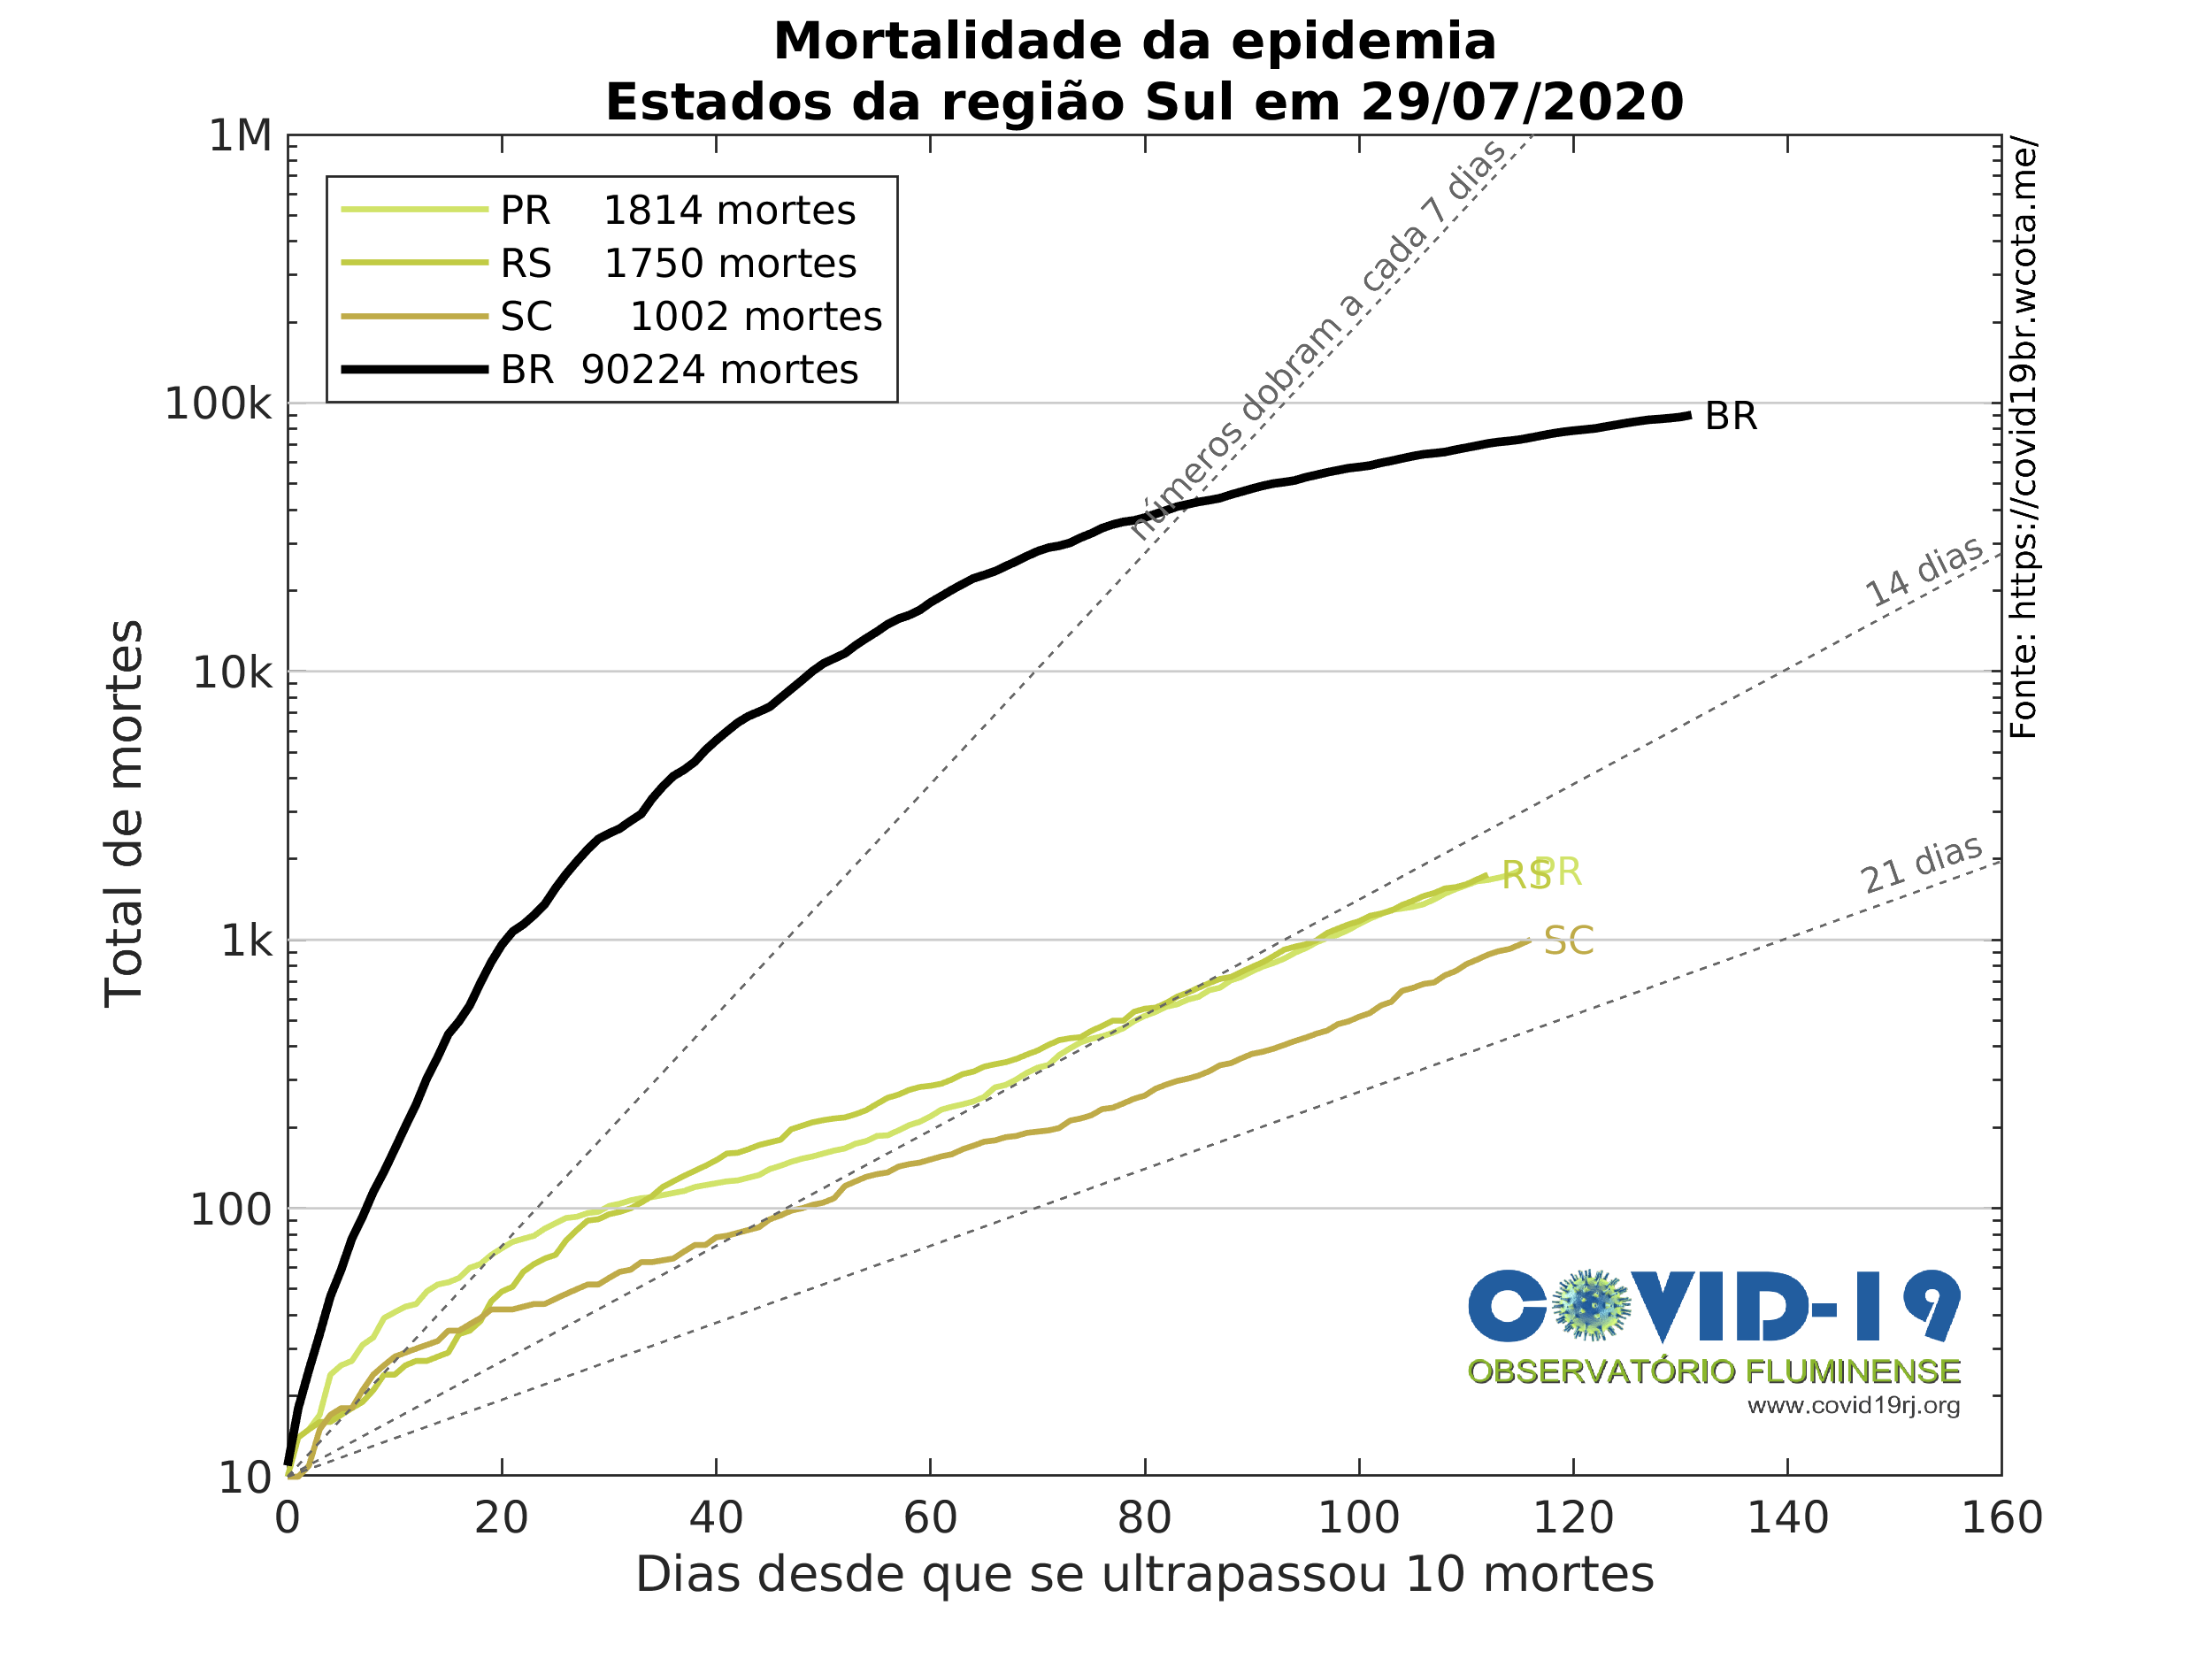 Mortalidade da epidemia
Estados da região Sul em 29/07/2020
1M
100k
10k
1k
100
10
Total de mortes
PR 1814 mortes
RS 1750 mortes
SC 1002 mortes
BR 90224 mortes
números dobram a cada 7 dias
14 dias
21 dias
BR
RS
PR
SC
Fonte: https://covid19br.wcota.me/
COVID-19
OBSERVATÓRIO FLUMINENSE
www.covid19rj.org
0 20 40 60 80 100 120 140 160
Dias desde que se ultrapassou 10 mortes